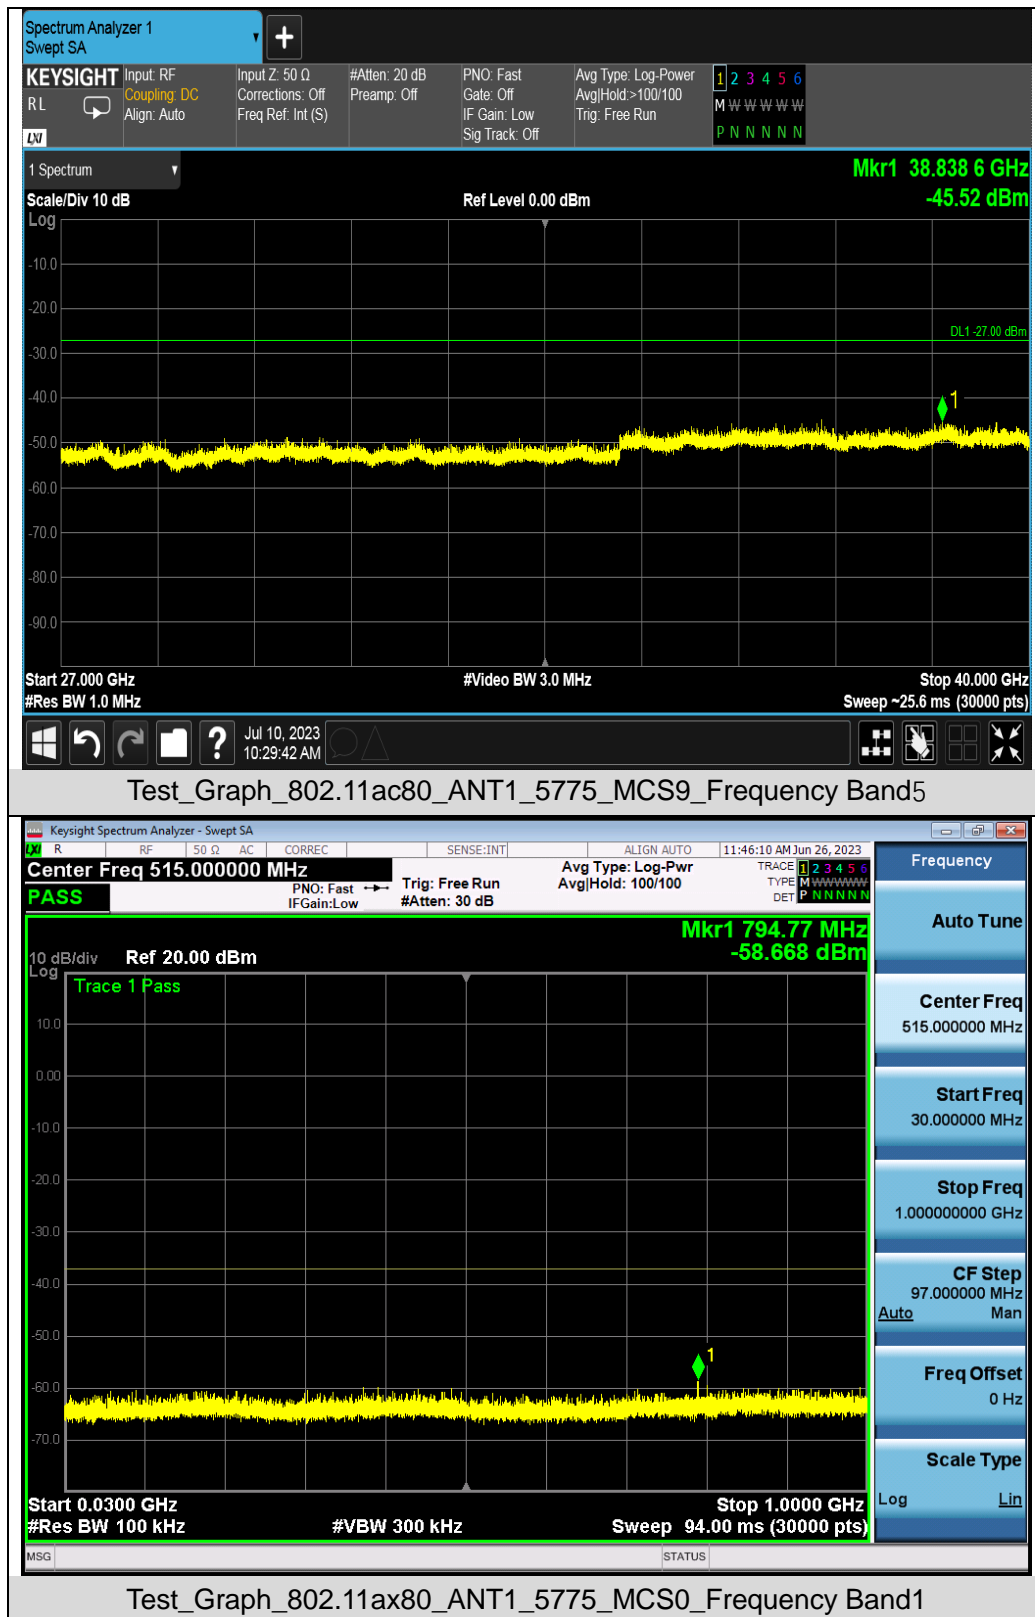 Spectrum Analyzer 1
Swept SA
+
KEYSIGHT Input: RF Input Z: 50 Ω #Atten: 20 dB PNO: Fast Avg Type: Log-Power 1 2 3 4 5 6
RL Coupling: DC Corrections: Off Preamp: Off Gate: Off Avg|Hold:>100/100 M W W W W W
Align: Auto Freq Ref: Int (S) IF Gain: Low Trig: Free Run
LXI Sig Track: Off P N N N N N
1 Spectrum
Mkr1 38.838 6 GHz
Scale/Div 10 dB Ref Level 0.00 dBm -45.52 dBm
Log
-10.0
-20.0
DL1 -27.00 dBm
-30.0
-40.0
1
-50.0
-60.0
-70.0
-80.0
-90.0
Start 27.000 GHz #Video BW 3.0 MHz Stop 40.000 GHz
#Res BW 1.0 MHz Sweep ~25.6 ms (30000 pts)
? Jul 10, 2023
10:29:42 AM
Test_Graph_802.11ac80_ANT1_5775_MCS9_Frequency Band5
Keysight Spectrum Analyzer - Swept SA
LXI R RF 50 Ω AC CORREC SENSE:INT ALIGN AUTO 11:46:10 AM Jun 26, 2023
Center Freq 515.000000 MHz Avg Type: Log-Pwr TRACE 1 2 3 4 5 6
PASS PNO: Fast Trig: Free Run Avg|Hold: 100/100 TYPE M W W W W W
IFGain:Low #Atten: 30 dB DET P N N N N N
Mkr1 794.77 MHz
10 dB/div Ref 20.00 dBm -58.668 dBm
Log
Trace 1 Pass
10.0
0.00
-10.0
-20.0
-30.0
-40.0
-50.0
1
-60.0
-70.0
Start 0.0300 GHz Stop 1.0000 GHz
#Res BW 100 kHz #VBW 300 kHz Sweep 94.00 ms (30000 pts)
MSG STATUS
Frequency
Auto Tune
Center Freq
515.000000 MHz
Start Freq
30.000000 MHz
Stop Freq
1.000000000 GHz
CF Step
97.000000 MHz
Auto Man
Freq Offset
0 Hz
Scale Type
Log Lin
Test_Graph_802.11ax80_ANT1_5775_MCS0_Frequency Band1